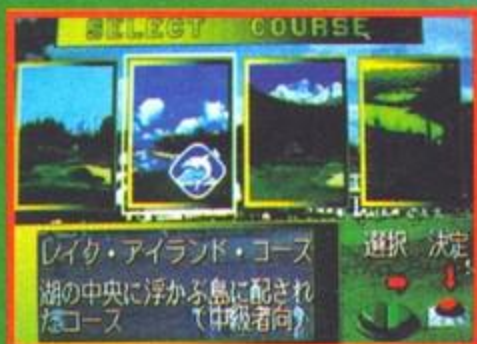 SELECT COURSE
レイク・アイランド・コース
湖の中央に浮かぶ島に配され
たコース
(中級者向)
選択 決定